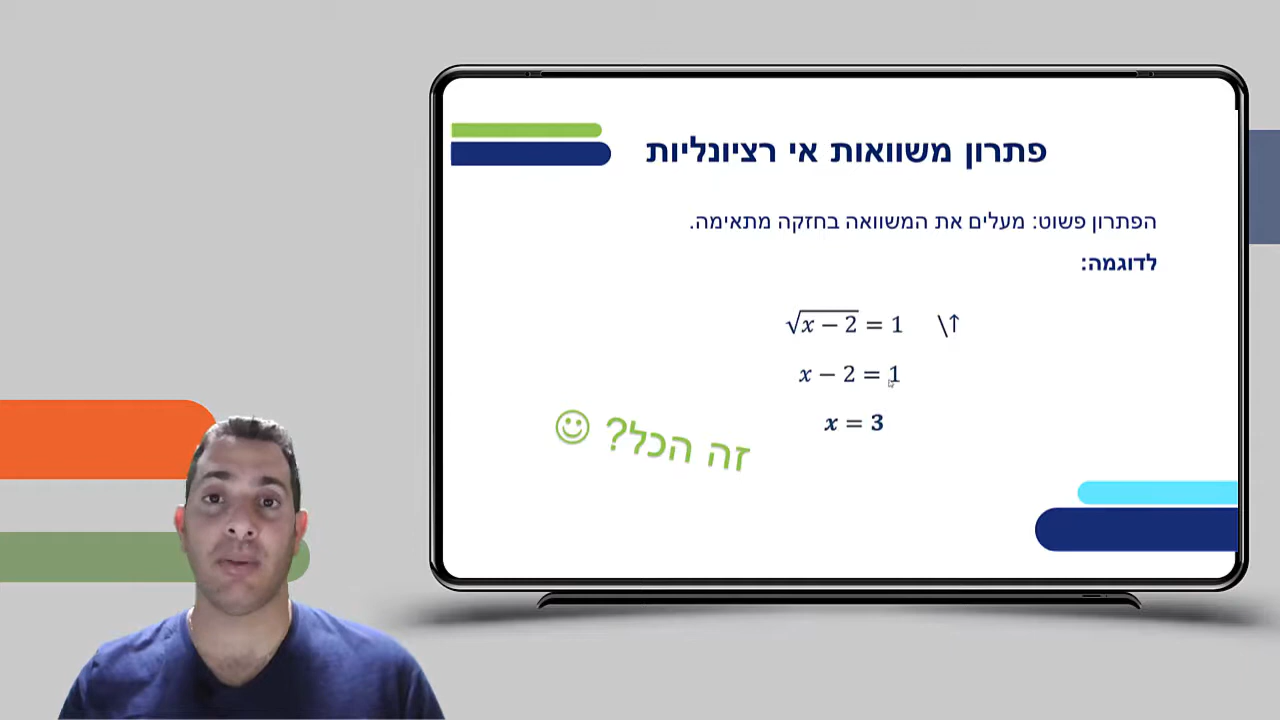 פתרון משוואות אי רציונליות
הפתרון פשוט: מעלים את המשוואה בחזקה מתאימה.
לדוגמה:
√x − 2 = 1 \↑
x − 2 = 1
x = 3
זה הכל? ☺